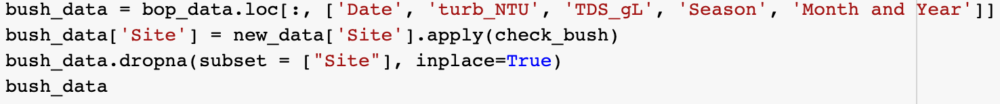 bush_data = bop_data.loc[:, ['Date', 'turb_NTU', 'TDS_gL', 'Season', 'Month and Year']]
bush_data['Site'] = new_data['Site'].apply(check_bush)
bush_data.dropna(subset = ["Site"], inplace=True)
bush_data